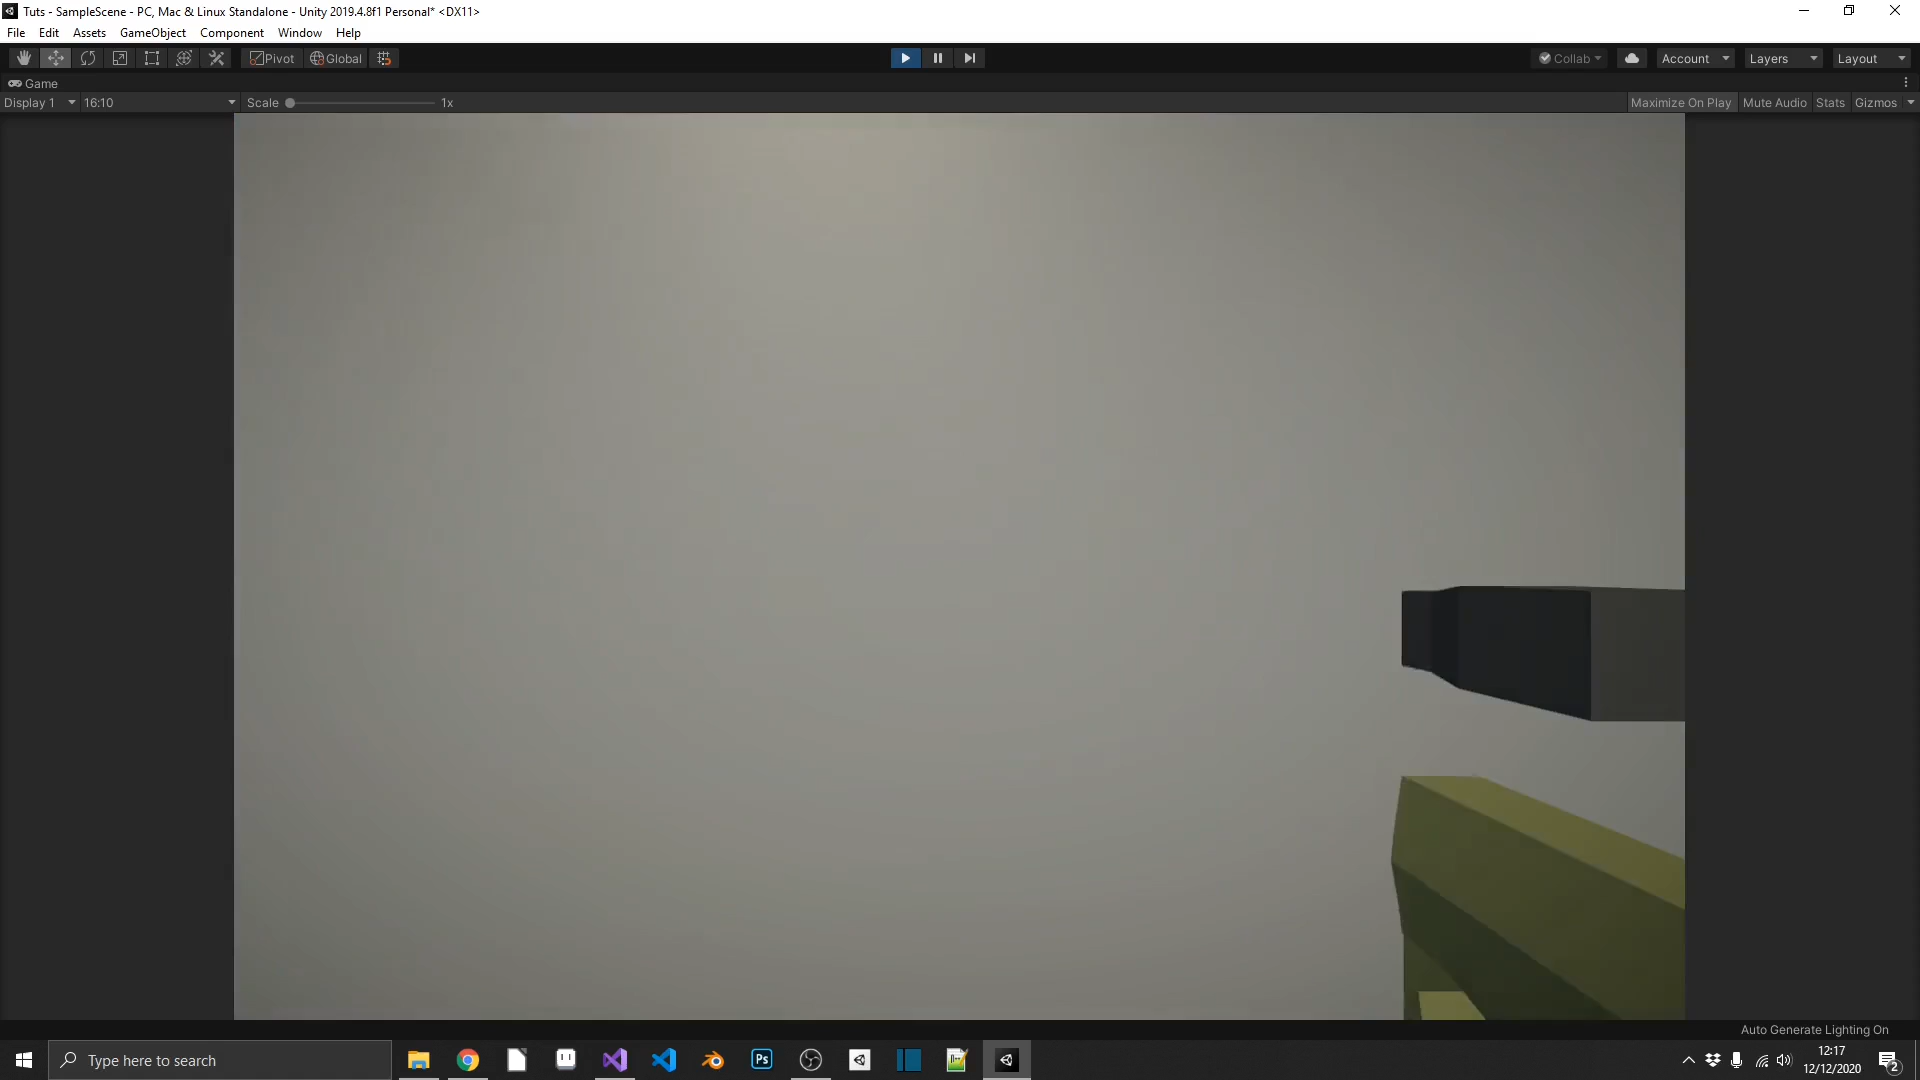 Tuts - SampleScene - PC, Mac & Linux Standalone - Unity 2019.4.8f1 Personal* <DX11>
File Edit Assets GameObject Component Window Help
Pivot Global Collab Account Layers Layout
Game
Display 1 16:10 Scale 1x Maximize On Play Mute Audio Stats Gizmos
Auto Generate Lighting On
Type here to search
Ps
12:17
12/12/2020
2